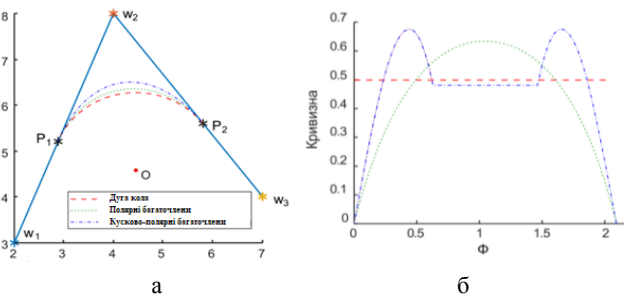 8
7
6
5
4
3
2
3
4
5
6
7
w₁
w₂
w₃
P₁
P₂
O
Дуга кола
Полярні багаточлени
Кусково-полярні багаточлени
а
0.7
0.6
0.5
0.4
0.3
0.2
0.1
0
Кривизна
0
0.5
1
1.5
2
Ф
б